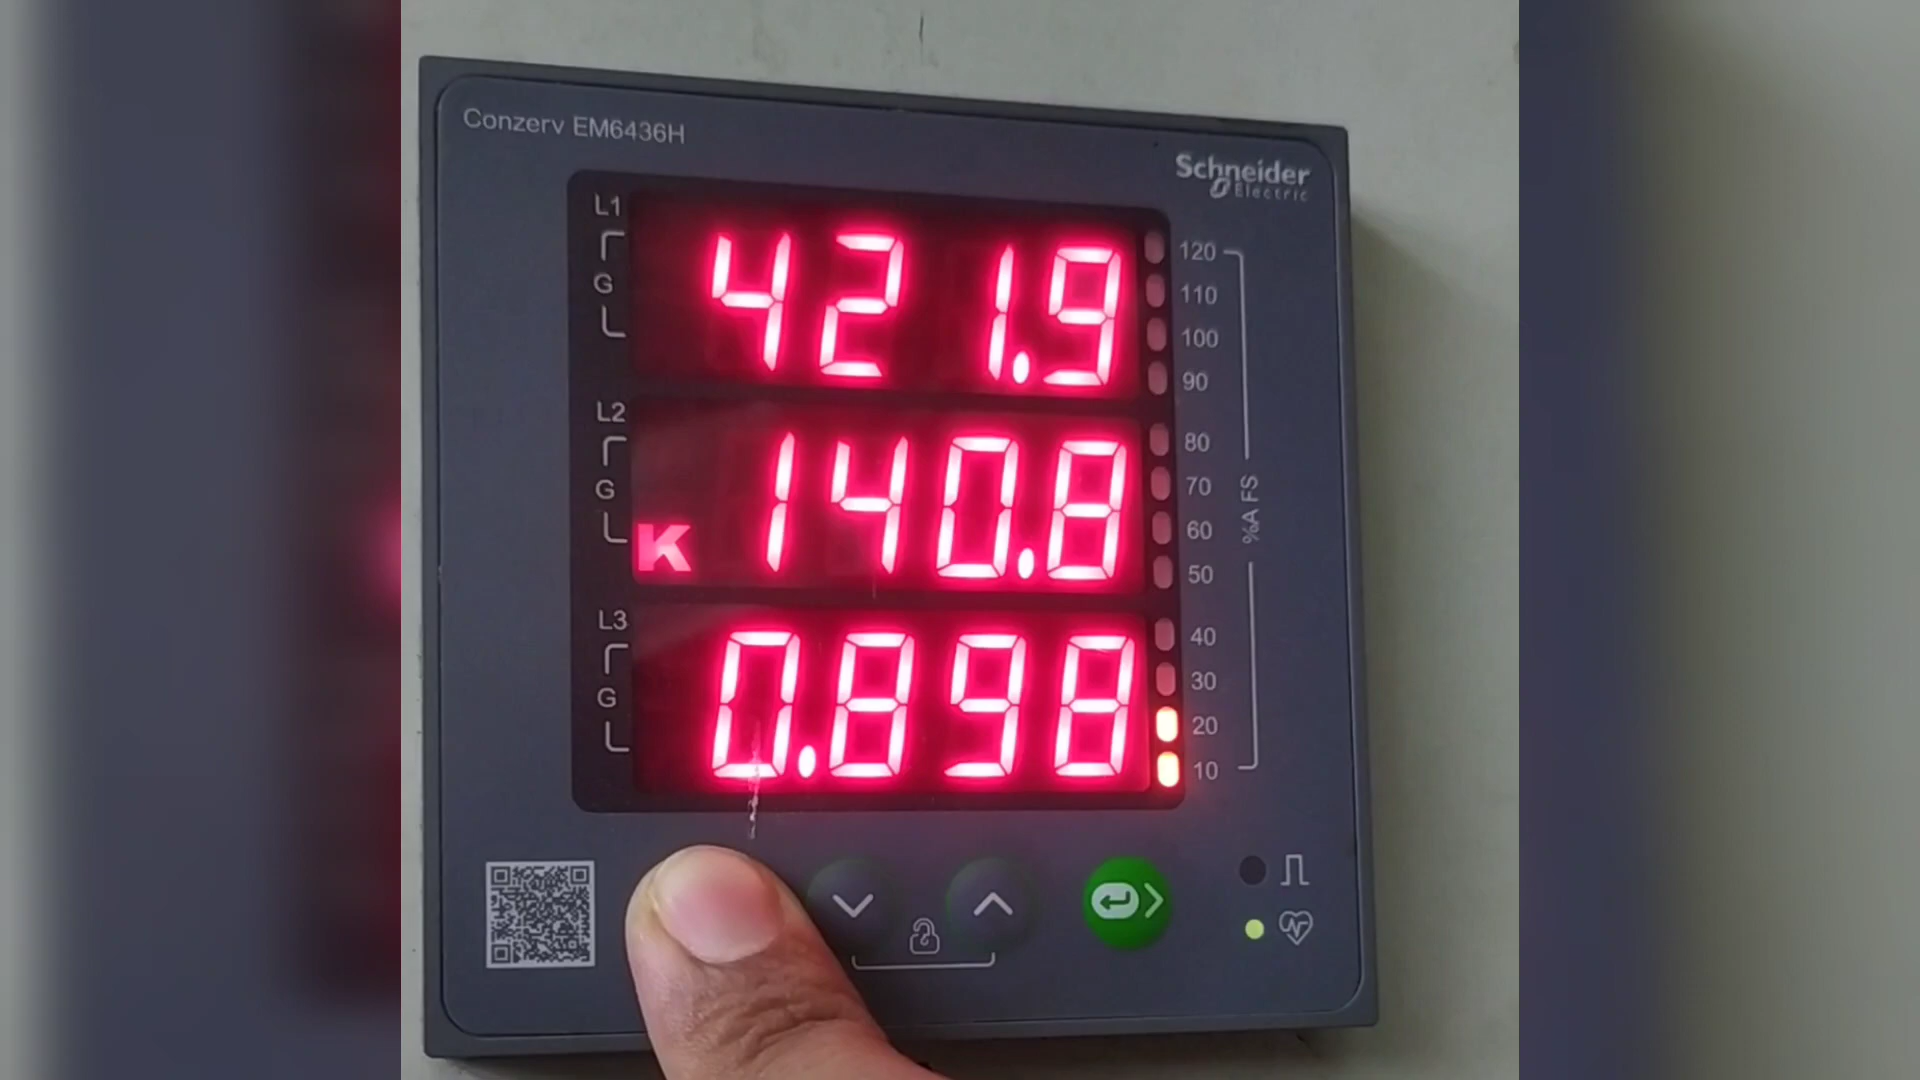 Conzerv EM6436H
Schneider
Electric
L1
G
421.9
L2
G
K 140.8
L3
G
0.898
120
110
100
90
80
70
60
50
40
30
20
10
%A FS